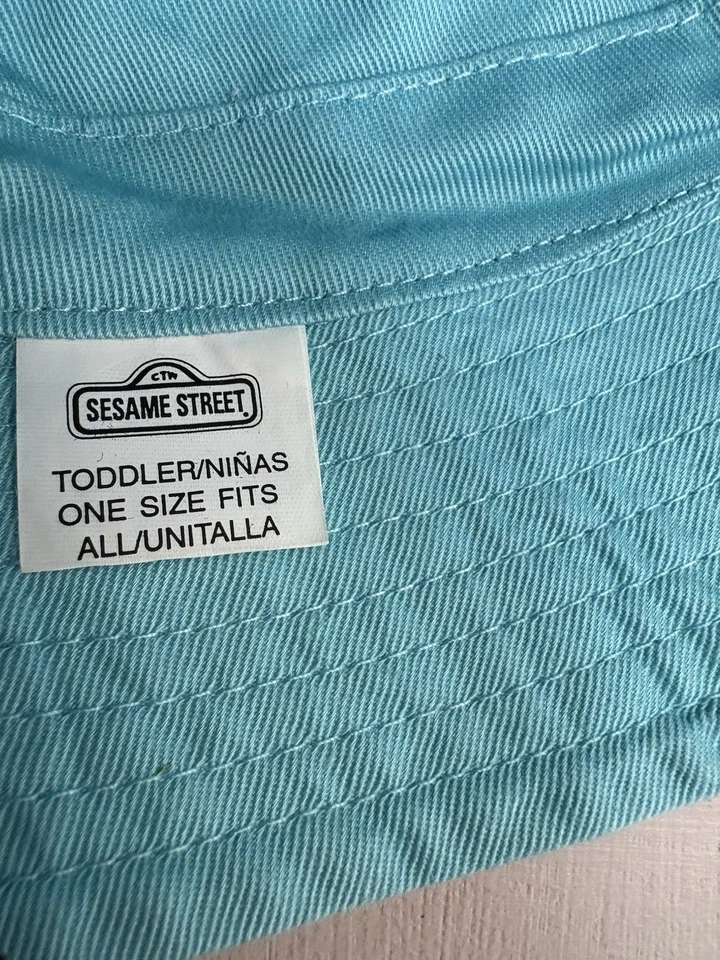 CTW
SESAME STREET®
TODDLER/NIÑAS
ONE SIZE FITS
ALL/UNITALLA